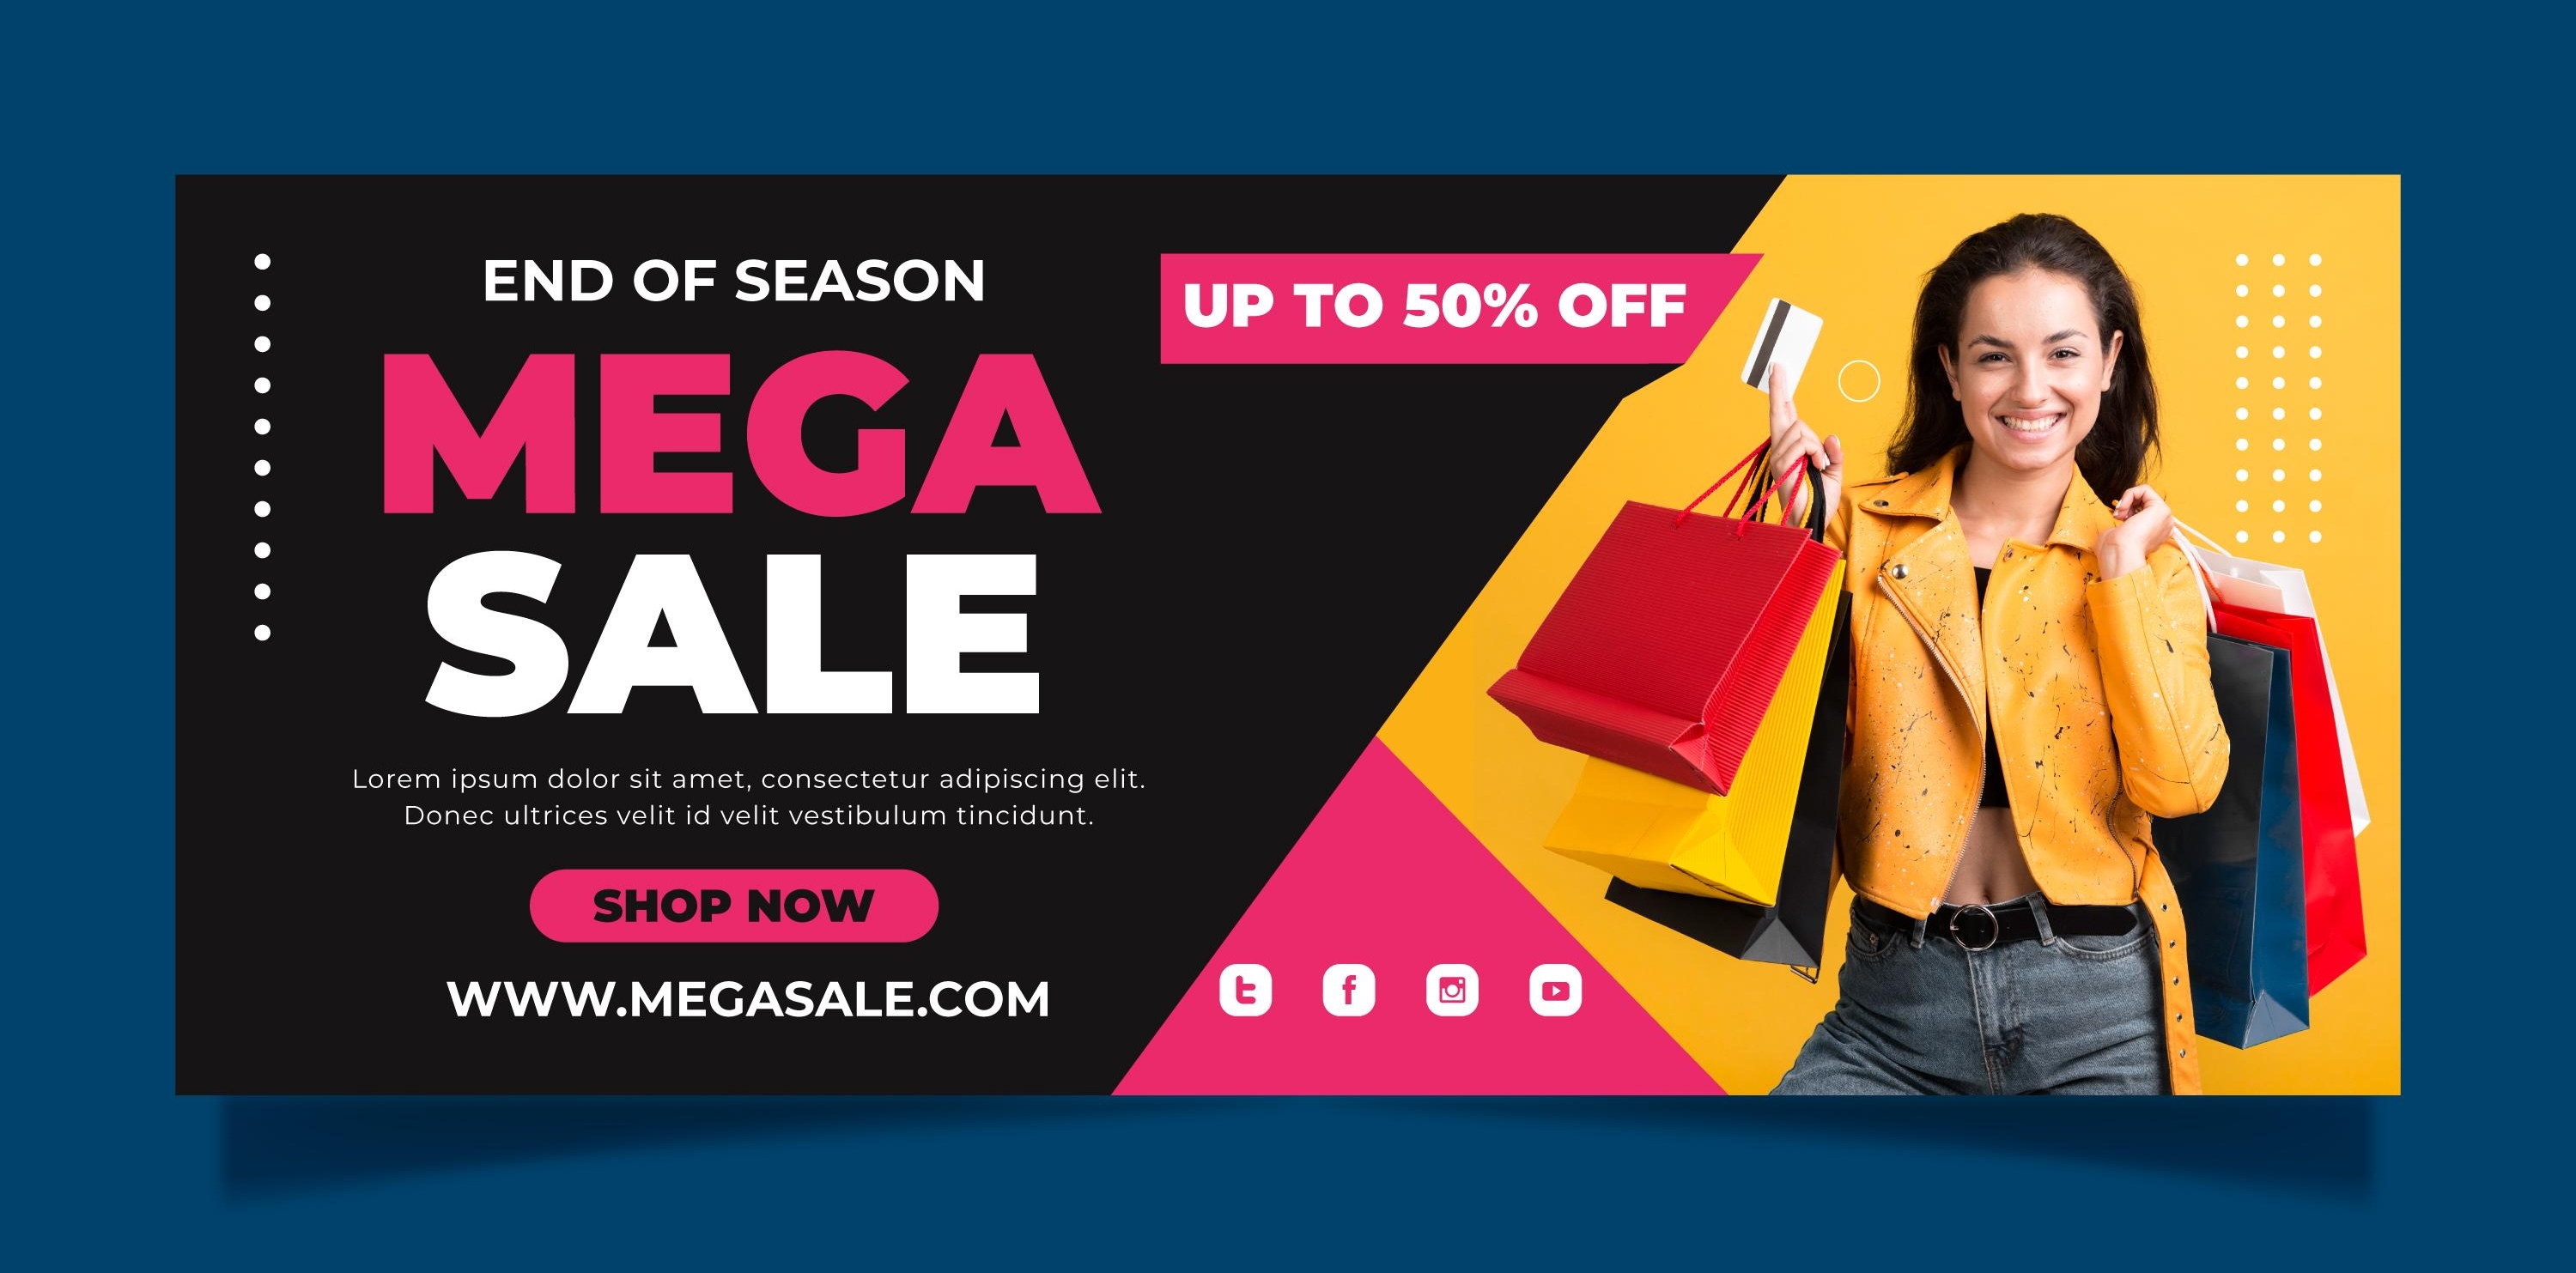 END OF SEASON
MEGA
SALE
UP TO 50% OFF
Lorem ipsum dolor sit amet, consectetur adipiscing elit.
Donec ultrices velit id velit vestibulum tincidunt.
SHOP NOW
WWW.MEGASALE.COM